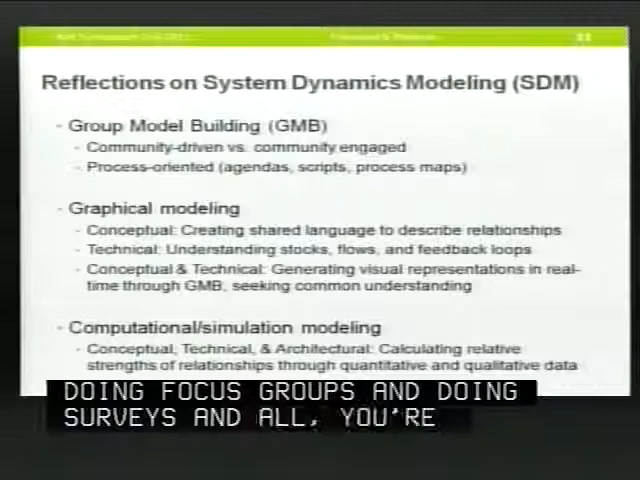 Reflections on System Dynamics Modeling (SDM)
- Group Model Building (GMB)
- Community-driven vs. community engaged
- Process-oriented (agendas, scripts, process maps)
- Graphical modeling
- Conceptual: Creating shared language to describe relationships
- Technical: Understanding stocks, flows, and feedback loops
- Conceptual & Technical: Generating visual representations in real-
time through GMB, seeking common understanding
- Computational/simulation modeling
- Conceptual, Technical, & Architectural: Calculating relative
strengths of relationships through quantitative and qualitative data
DOING FOCUS GROUPS AND DOING
SURVEYS AND ALL, YOU'RE